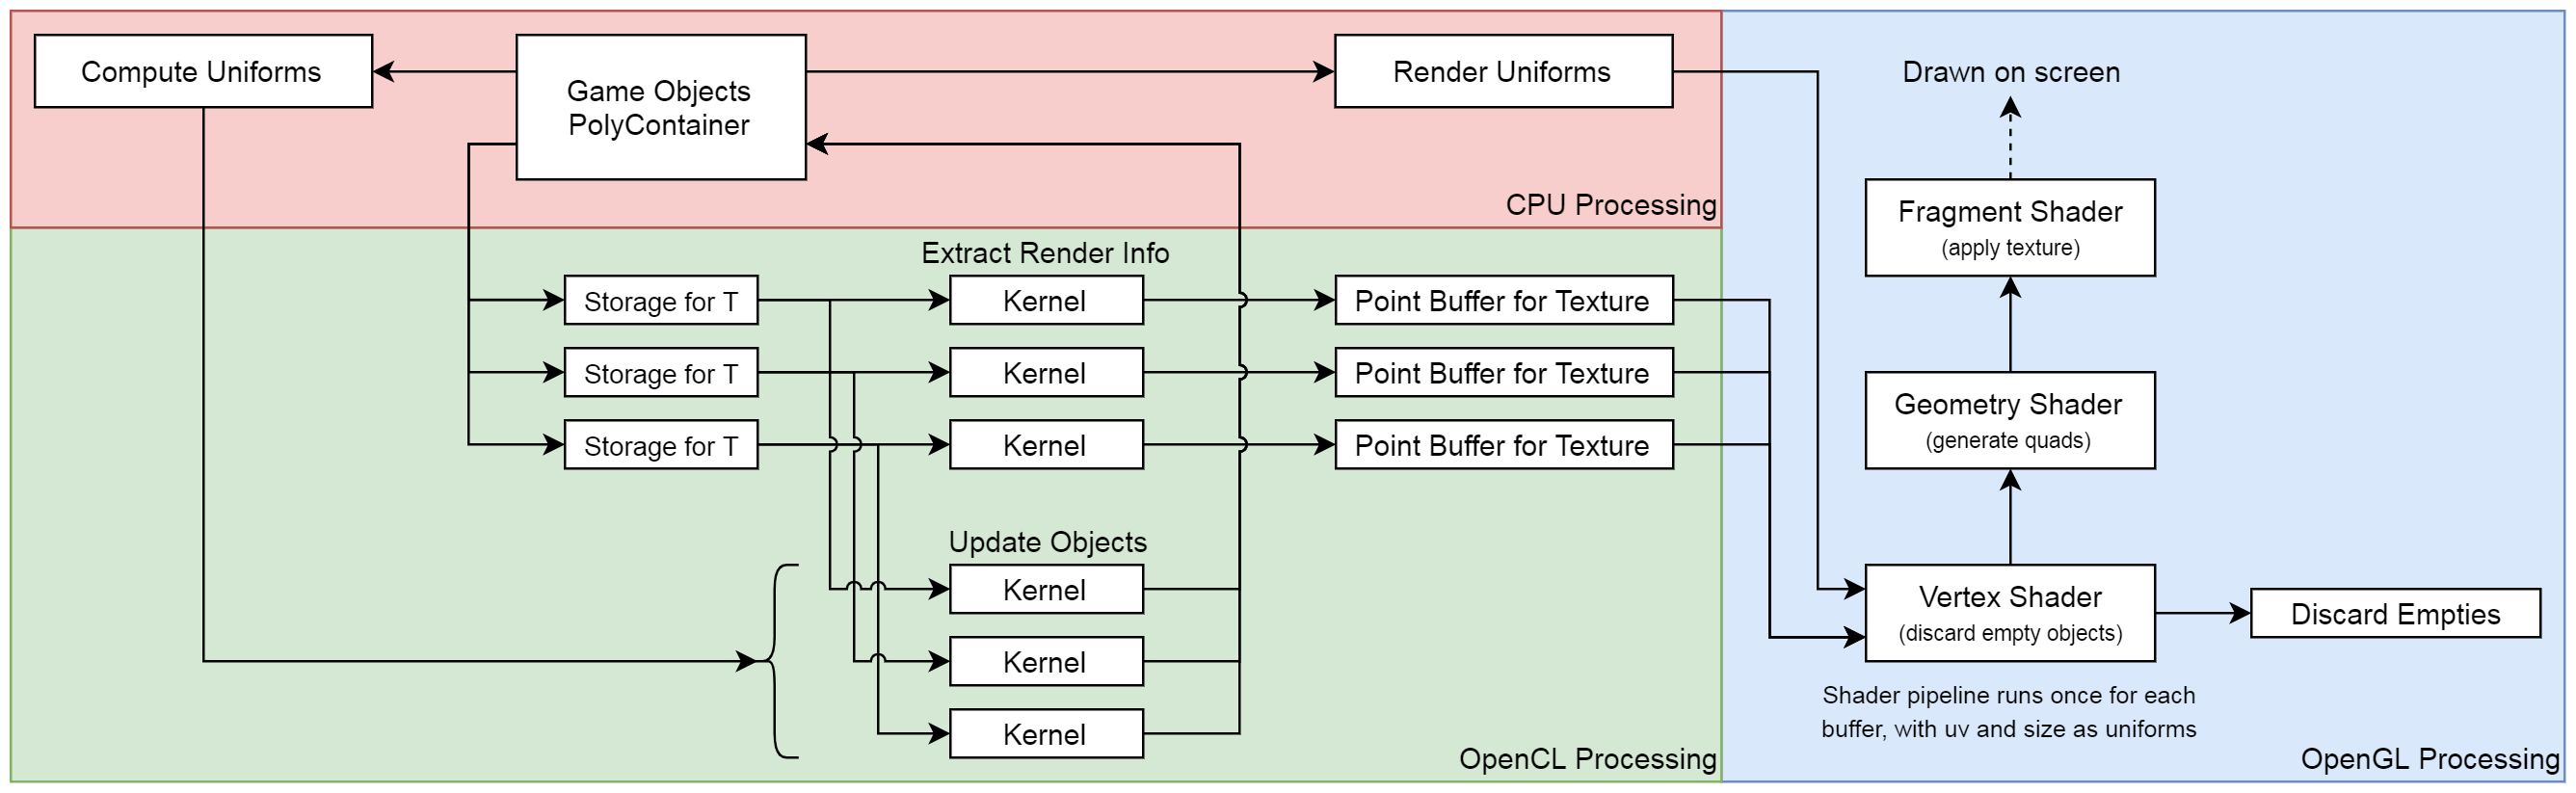 Compute Uniforms
Game Objects
PolyContainer
Render Uniforms
CPU Processing
Extract Render Info
Storage for T
Kernel
Point Buffer for Texture
Storage for T
Kernel
Point Buffer for Texture
Storage for T
Kernel
Point Buffer for Texture
Update Objects
Kernel
Kernel
Kernel
OpenCL Processing
Drawn on screen
Fragment Shader
(apply texture)
Geometry Shader
(generate quads)
Vertex Shader
(discard empty objects)
Discard Empties
Shader pipeline runs once for each
buffer, with uv and size as uniforms
OpenGL Processing